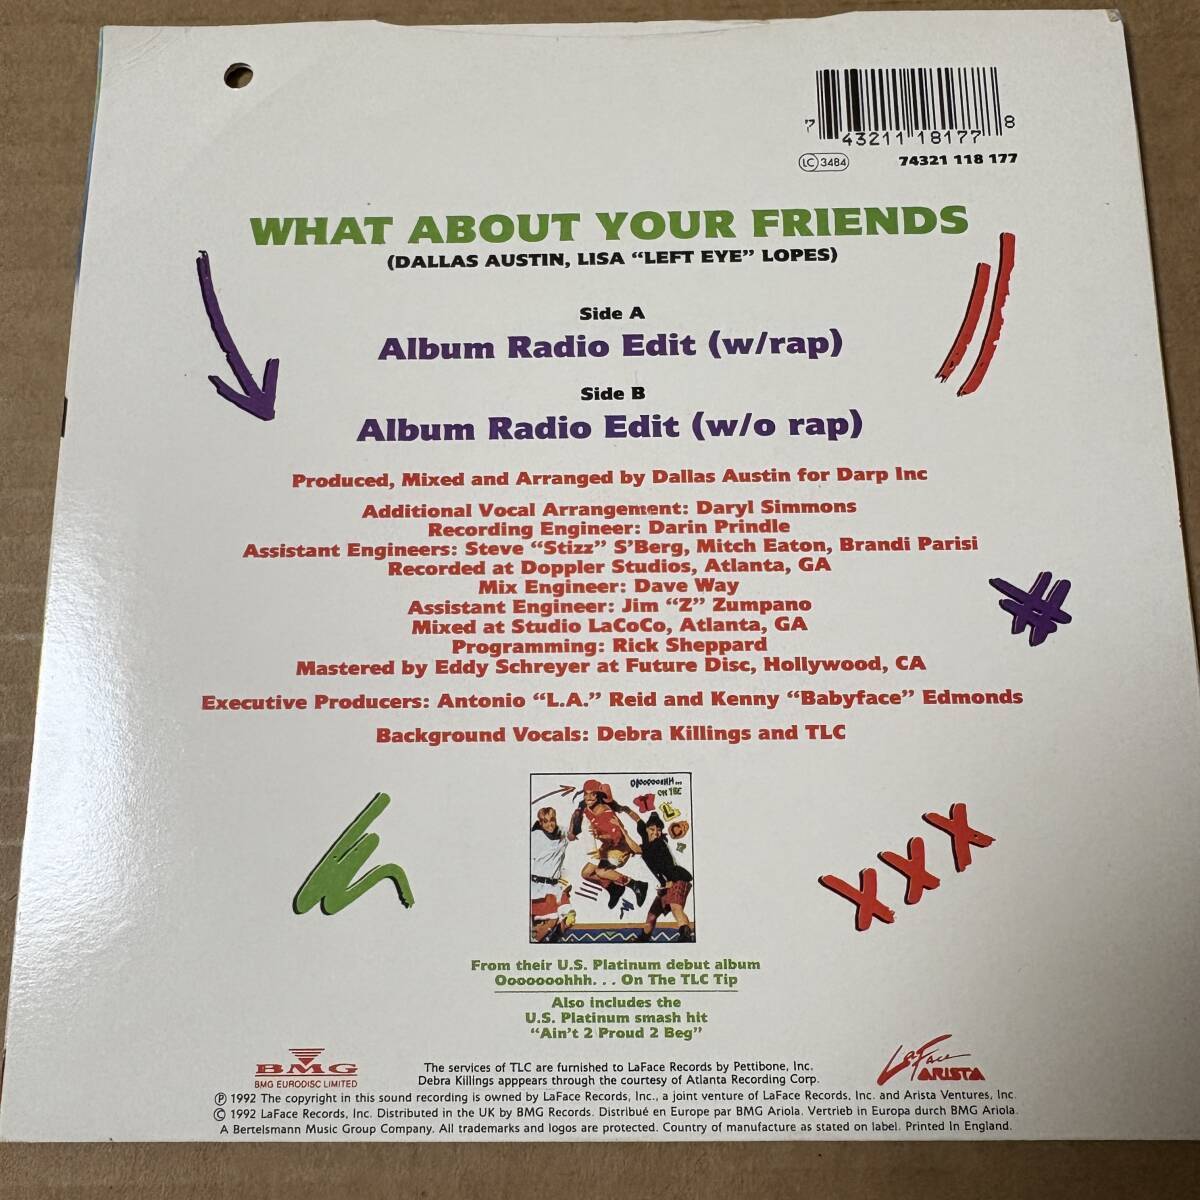 7 43211 18177 8
LC 3484
74321 118 177
WHAT ABOUT YOUR FRIENDS
(DALLAS AUSTIN, LISA “LEFT EYE” LOPES)
Side A
Album Radio Edit (w/rap)
Side B
Album Radio Edit (w/o rap)
Produced, Mixed and Arranged by Dallas Austin for Darp Inc
Additional Vocal Arrangement: Daryl Simmons
Recording Engineer: Darin Prindle
Assistant Engineers: Steve “Stizz” S’Berg, Mitch Eaton, Brandi Parisi
Recorded at Doppler Studios, Atlanta, GA
Mix Engineer: Dave Way
Assistant Engineer: Jim “Z” Zumpano
Mixed at Studio LaCoCo, Atlanta, GA
Programming: Rick Sheppard
Mastered by Eddy Schreyer at Future Disc, Hollywood, CA
Executive Producers: Antonio “L.A.” Reid and Kenny “Babyface” Edmonds
Background Vocals: Debra Killings and TLC
OOOOOOOHHH...
ON THE
TLC
TIP
From their U.S. Platinum debut album
Ooooooohhh. . . On The TLC Tip
Also includes the
U.S. Platinum smash hit
“Ain’t 2 Proud 2 Beg”
BMG
BMG EURODISC LIMITED
The services of TLC are furnished to LaFace Records by Pettibone, Inc.
Debra Killings apppears through the courtesy of Atlanta Recording Corp.
LaFace
ARISTA
Ⓟ 1992 The copyright in this sound recording is owned by LaFace Records, Inc., a joint venture of LaFace Records, Inc. and Arista Ventures, Inc.
© 1992 LaFace Records, Inc. Distributed in the UK by BMG Records. Distribué en Europe par BMG Ariola. Vertrieb in Europa durch BMG Ariola.
A Bertelsmann Music Group Company. All trademarks and logos are protected. Country of manufacture as stated on label. Printed In England.